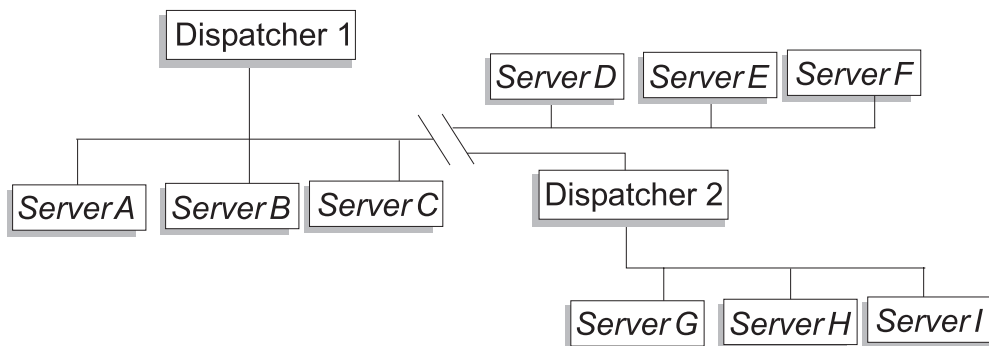 Dispatcher 1
Server D
Server E
Server F
Server A
Server B
Server C
Dispatcher 2
Server G
Server H
Server I